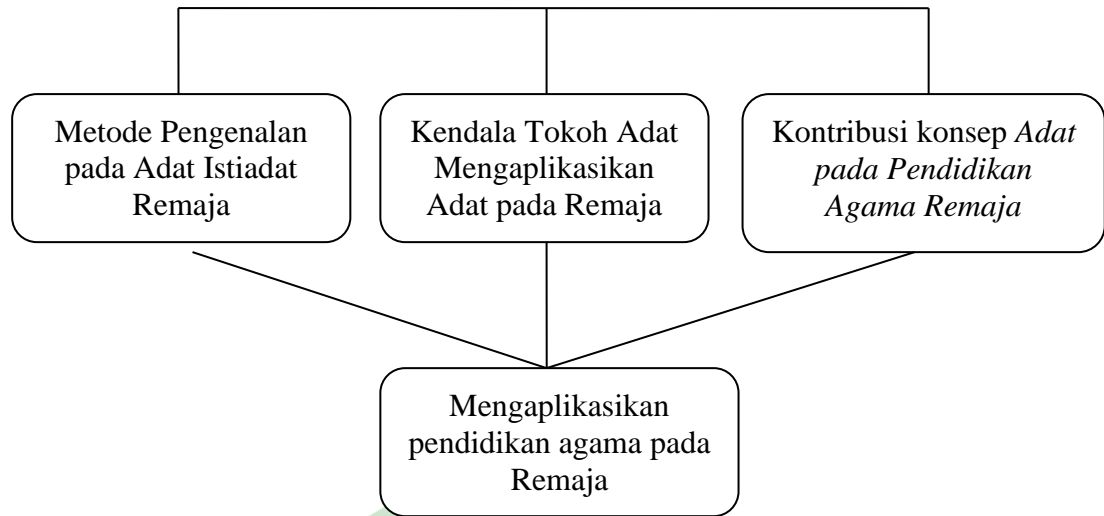 Metode Pengenalan
pada Adat Istiadat
Remaja
Kendala Tokoh Adat
Mengaplikasikan
Adat pada Remaja
Kontribusi konsep Adat
pada Pendidikan
Agama Remaja
Mengaplikasikan
pendidikan agama pada
Remaja